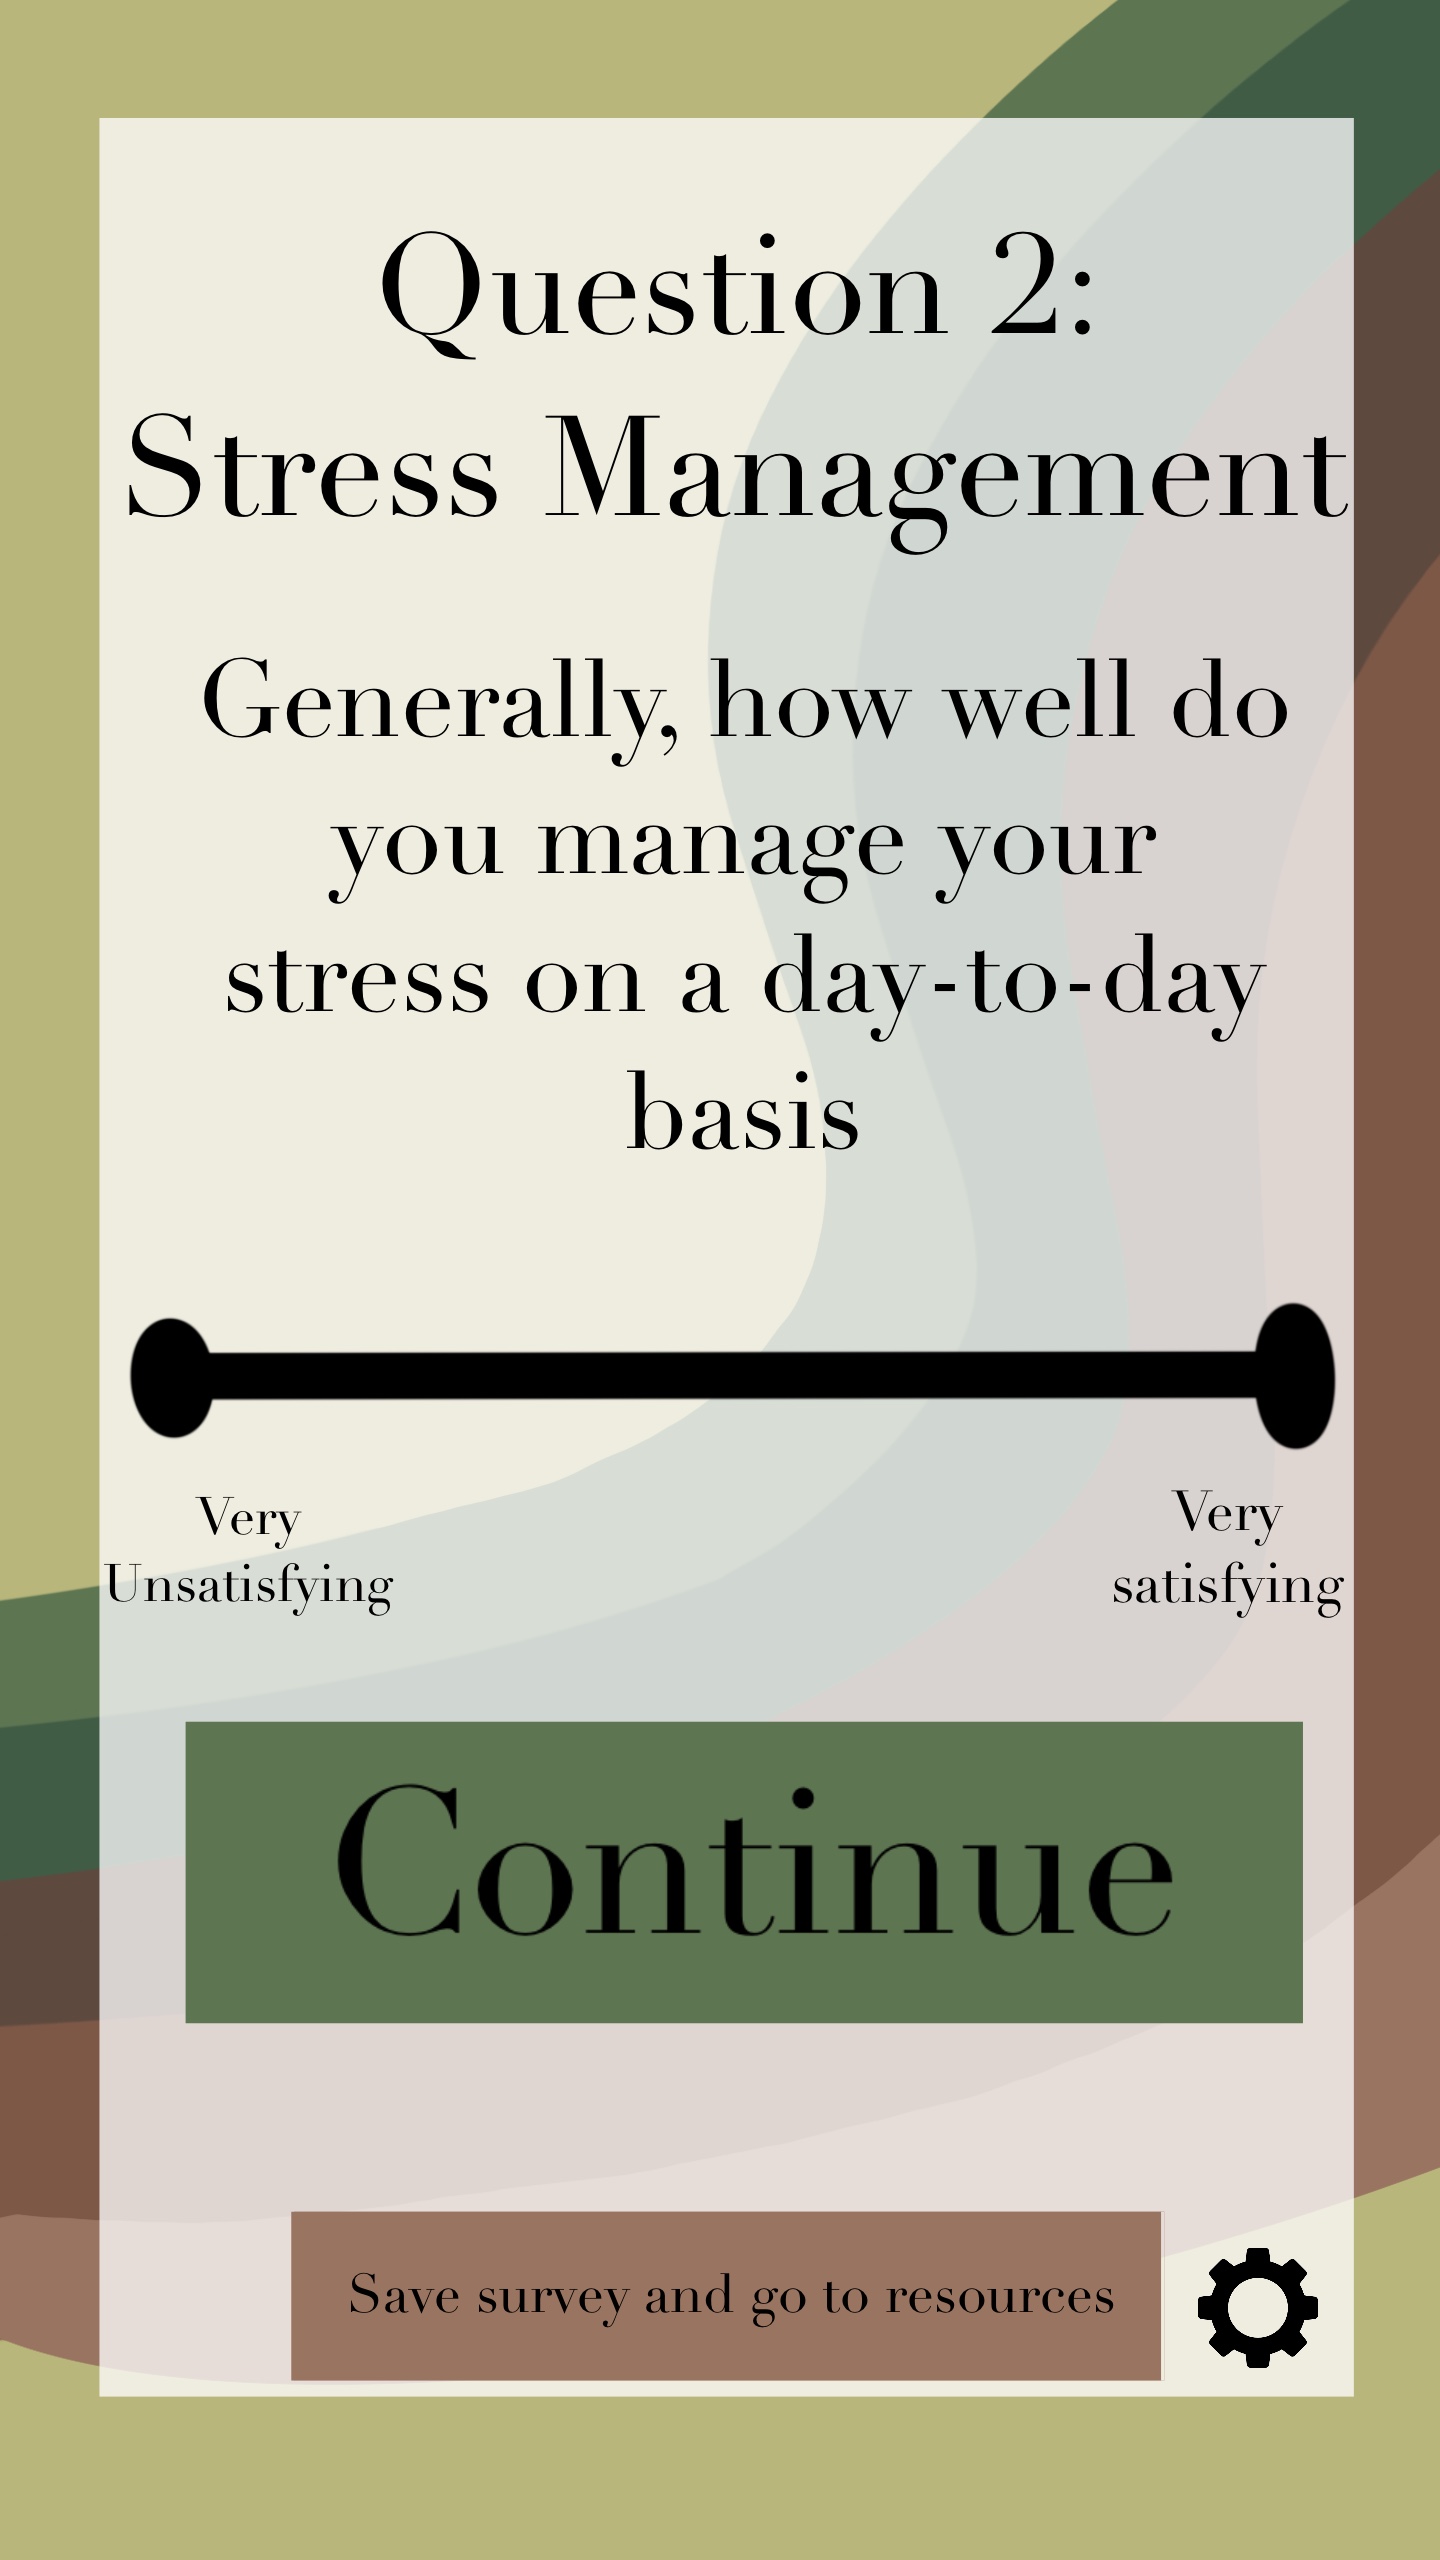 Question 2:
Stress Management
Generally, how well do
you manage your
stress on a day-to-day
basis
Very
Unsatisfying
Very
satisfying
Continue
Save survey and go to resources